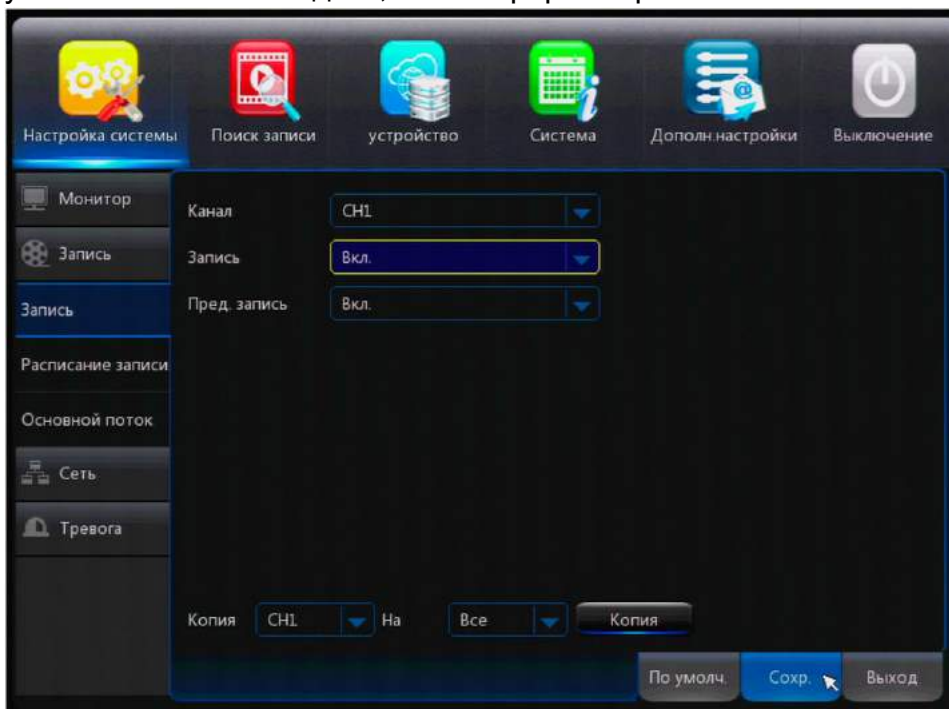 Настройка системы Поиск записи устройство Система Дополн.настройки Выключение
Монитор
Запись
Запись
Расписание записи
Основной поток
Сеть
Тревога
Канал CH1
Запись Вкл.
Пред. запись Вкл.
Копия CH1 На Все Копия
По умолч. Сохр. Выход